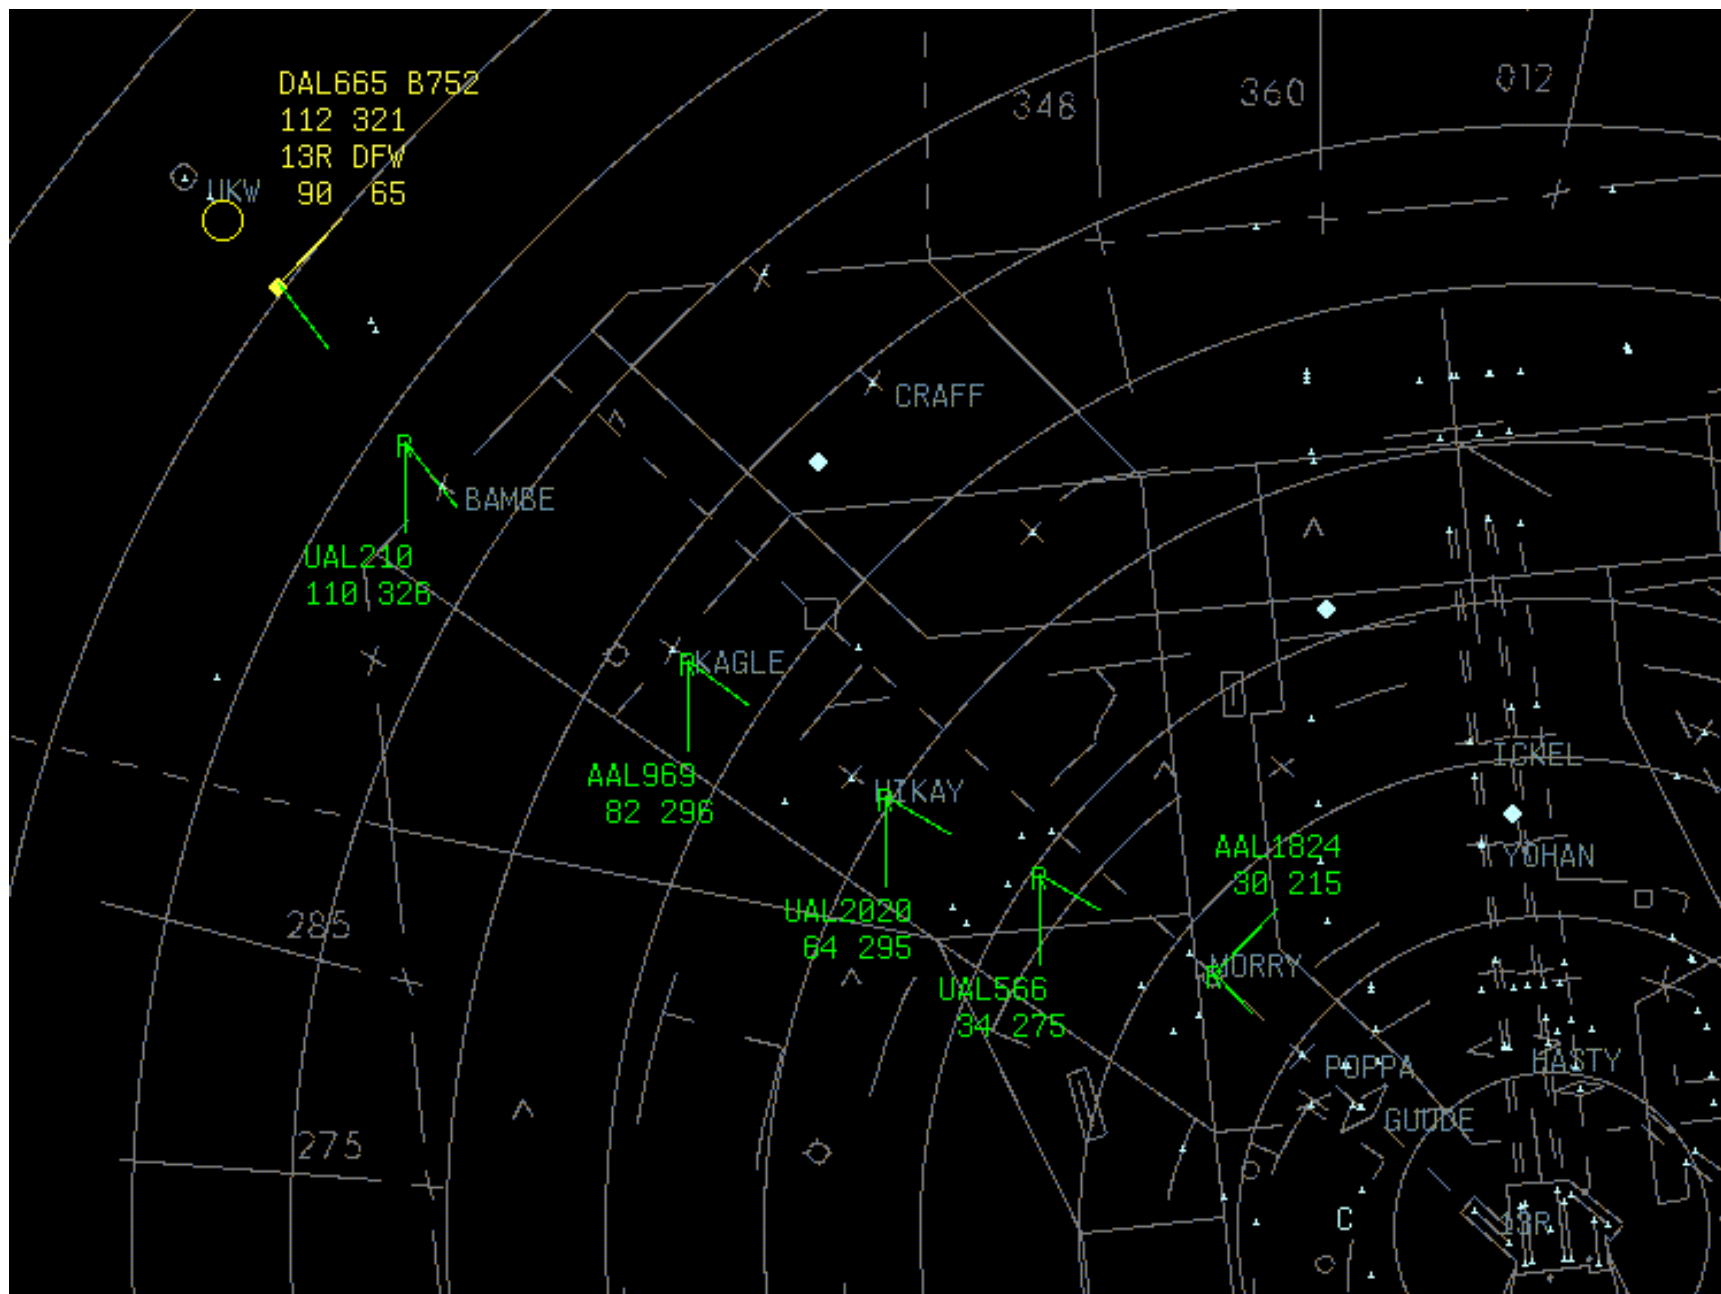 DAL665 B752
112 321
13R DFW
90 65
UKW
348
360
012
CRAFF
BAMBE
UAL210
110 326
KAGLE
AAL969
82 296
HIKAY
UAL2020
64 295
UAL566
34 275
AAL1824
30 215
MORRY
IGKEL
YOHAN
285
275
POPPA
HASTY
GUUDE
C
13R
R
R
R
R
R